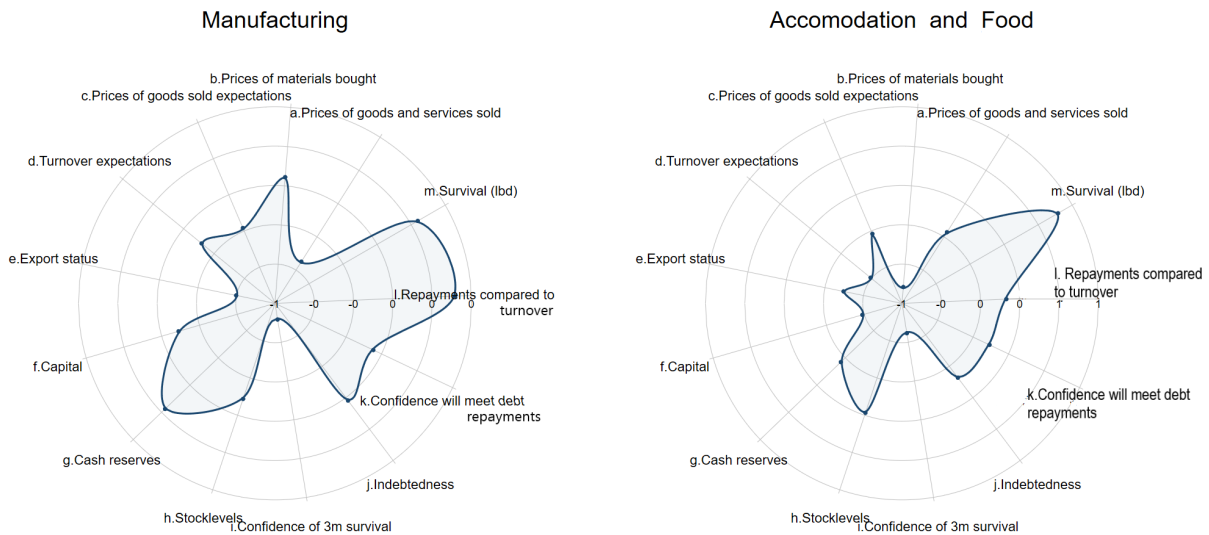 Manufacturing
b.Prices of materials bought
c.Prices of goods sold expectations
a.Prices of goods and services sold
d.Turnover expectations
m.Survival (lbd)
e.Export status
l.Repayments compared to
turnover
-1 -0 -0 0 0 0
f.Capital
k.Confidence will meet debt
repayments
g.Cash reserves
j.Indebtedness
h.Stocklevels
i.Confidence of 3m survival
Accomodation and Food
b.Prices of materials bought
c.Prices of goods sold expectations
a.Prices of goods and services sold
d.Turnover expectations
m.Survival (lbd)
e.Export status
l. Repayments compared
to turnover
-1 -0 0 0 1 1
f.Capital
k.Confidence will meet debt
repayments
g.Cash reserves
j.Indebtedness
h.Stocklevels
i.Confidence of 3m survival